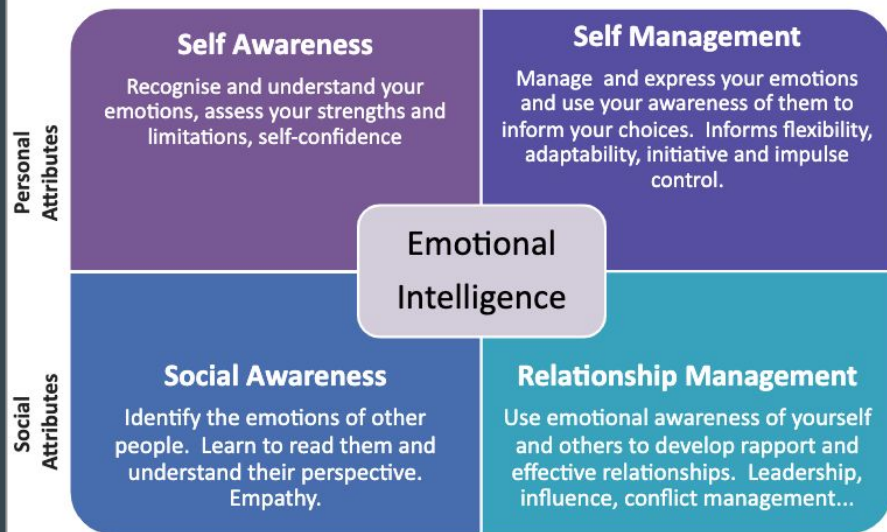 Personal
Attributes
Self Awareness
Recognise and understand your
emotions, assess your strengths and
limitations, self-confidence
Self Management
Manage and express your emotions
and use your awareness of them to
inform your choices. Informs flexibility,
adaptability, initiative and impulse
control.
Emotional
Intelligence
Social
Attributes
Social Awareness
Identify the emotions of other
people. Learn to read them and
understand their perspective.
Empathy.
Relationship Management
Use emotional awareness of yourself
and others to develop rapport and
effective relationships. Leadership,
influence, conflict management...